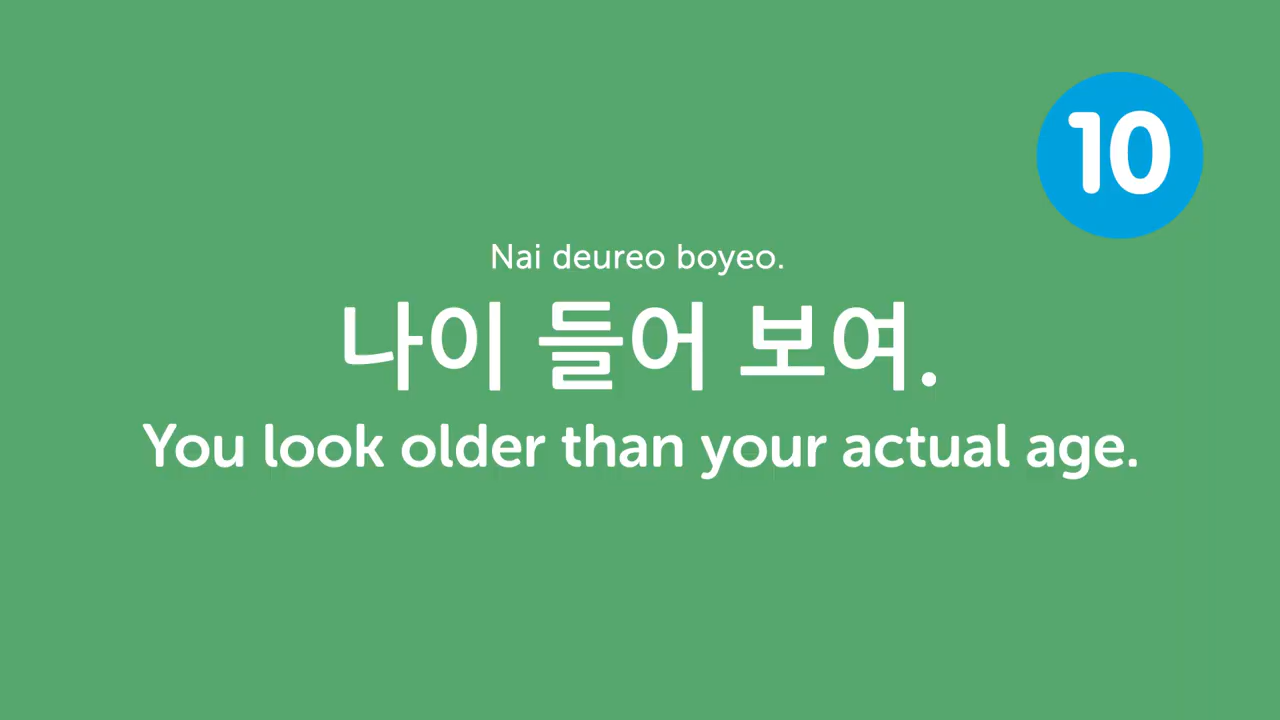 10
Nai deureo boyeo.
나이 들어 보여.
You look older than your actual age.